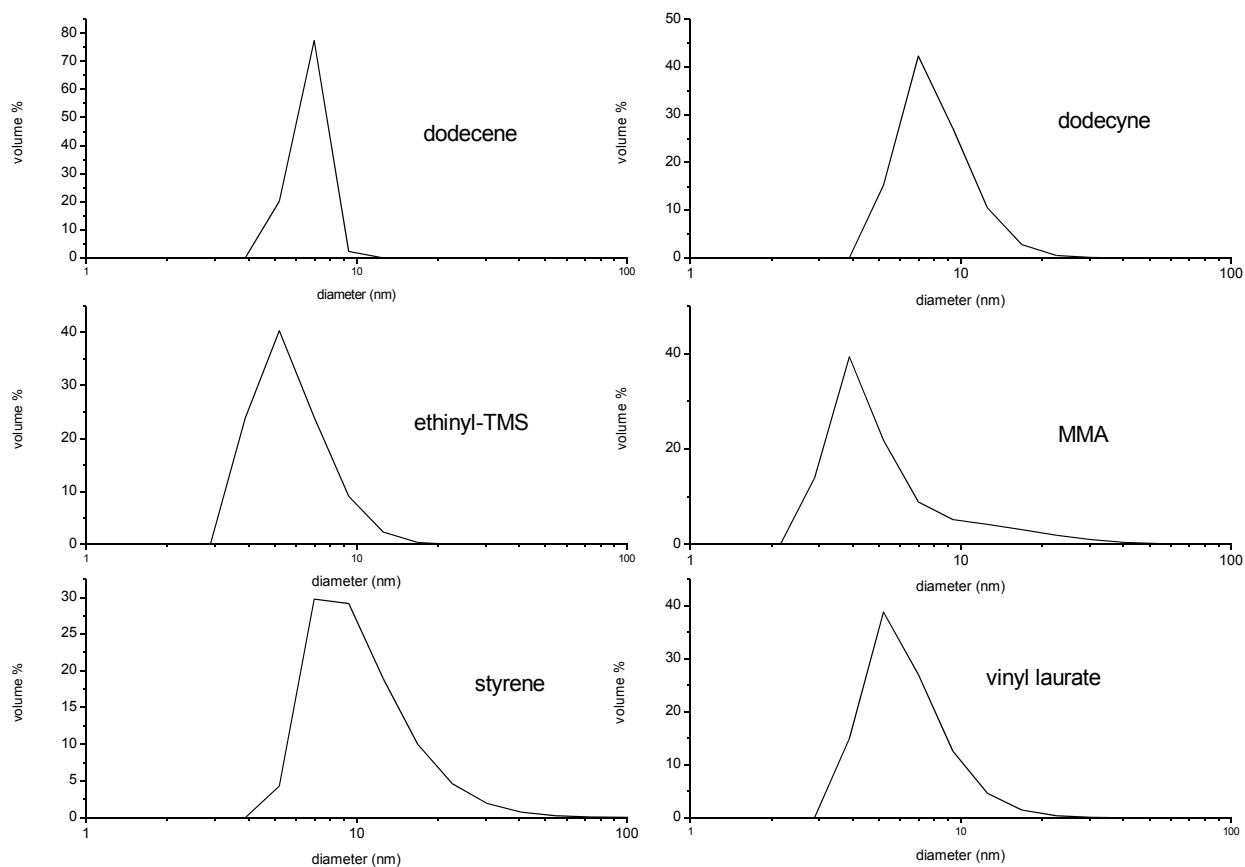 80
70
60
50
40
30
20
10
0
volume %
dodecene
1
10
100
diameter (nm)
50
40
30
20
10
0
volume %
dodecyne
1
10
100
diameter (nm)
40
30
20
10
0
volume %
ethinyl-TMS
1
10
100
diameter (nm)
40
20
0
volume %
MMA
1
10
100
diameter (nm)
30
25
20
15
10
5
0
volume %
styrene
1
10
100
diameter (nm)
40
30
20
10
0
volume %
vinyl laurate
1
10
100
diameter (nm)